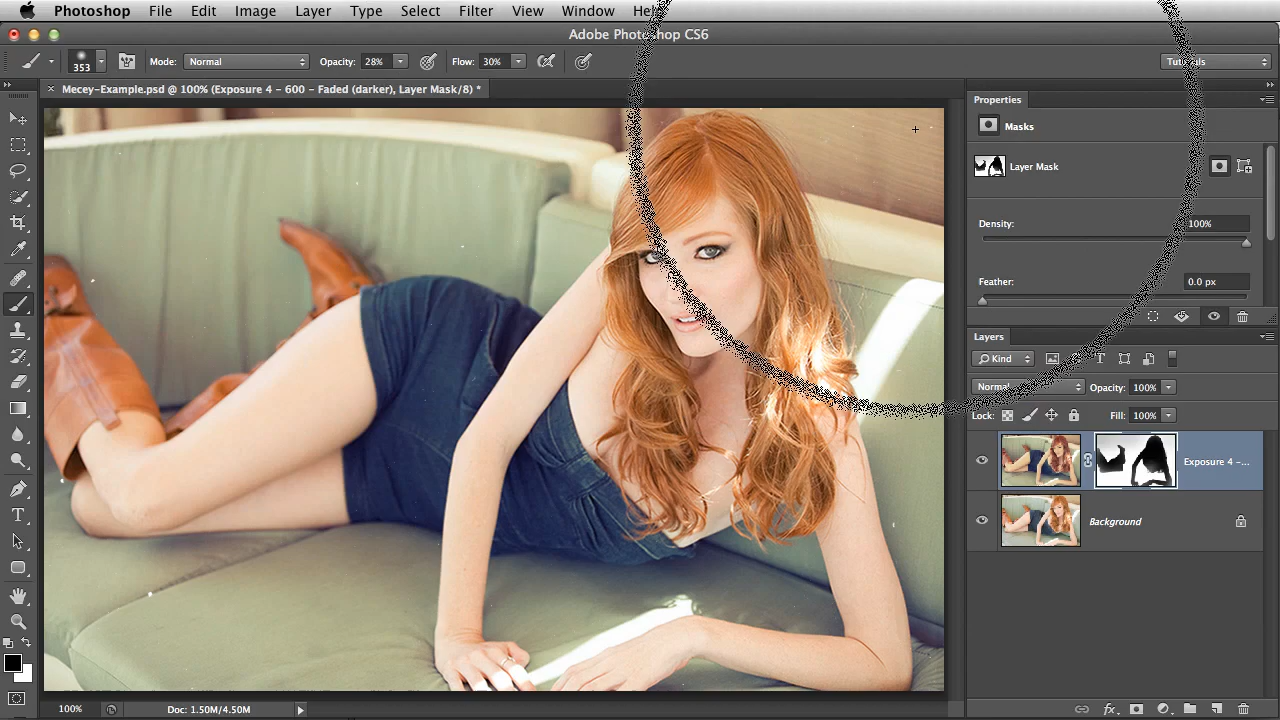 Photoshop File Edit Image Layer Type Select Filter View Window
Adobe Photoshop CS6
353 Mode: Normal Opacity: 28% Flow: 30%
× Mecey-Example.psd @ 100% (Exposure 4 - 600 - Faded (darker), Layer Mask/8) *
Properties
Masks
Layer Mask
Density: 100%
Feather: 0.0 px
Layers
Kind T
Normal Opacity: 100%
Lock: Fill: 100%
Exposure 4 -...
Background
100% Doc: 1.50M/4.50M